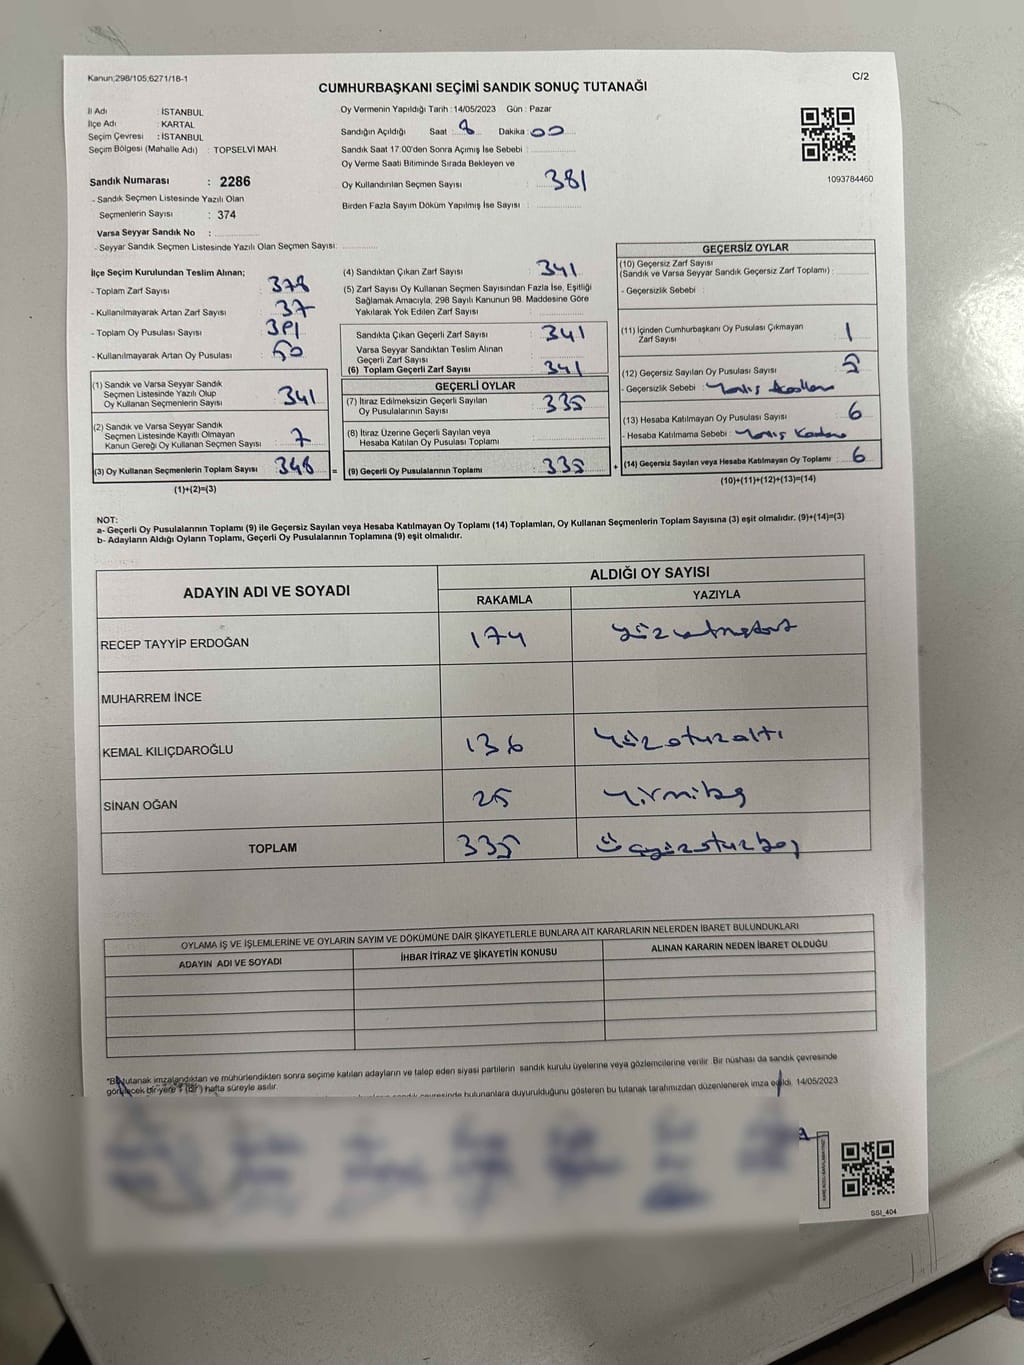 Kanun;298/105;6271/18-1
C/2
CUMHURBAŞKANI SEÇİMİ SANDIK SONUÇ TUTANAĞI
İl Adı : İSTANBUL
İlçe Adı : KARTAL
Seçim Çevresi : İSTANBUL
Seçim Bölgesi (Mahalle Adı) : TOPSELVİ MAH.
Sandık Numarası : 2286
- Sandık Seçmen Listesinde Yazılı Olan
Seçmenlerin Sayısı : 374
Varsa Seyyar Sandık No :
- Seyyar Sandık Seçmen Listesinde Yazılı Olan Seçmen Sayısı:
Oy Vermenin Yapıldığı Tarih : 14/05/2023 Gün : Pazar
Sandığın Açıldığı Saat : 8 Dakika : 00
Sandık Saat 17:00'den Sonra Açımış İse Sebebi :
Oy Verme Saati Bitiminde Sırada Bekleyen ve
Oy Kullandırılan Seçmen Sayısı : 381
Birden Fazla Sayım Döküm Yapılmış İse Sayısı :
1093784460
İlçe Seçim Kurulundan Teslim Alınan;
- Toplam Zarf Sayısı : 378
- Kullanılmayarak Artan Zarf Sayısı : 37
- Toplam Oy Pusulası Sayısı :
- Kullanılmayarak Artan Oy Pusulası : 50
(1) Sandık ve Varsa Seyyar Sandık
Seçmen Listesinde Yazılı Olup
Oy Kullanan Seçmenlerin Sayısı : 341
(2) Sandık ve Varsa Seyyar Sandık
Seçmen Listesinde Kayıtlı Olmayan
Kanun Gereği Oy Kullanan Seçmen Sayısı : 7
(3) Oy Kullanan Seçmenlerin Toplam Sayısı : 348
(1)+(2)=(3)
(4) Sandıktan Çıkan Zarf Sayısı : 341
(5) Zarf Sayısı Oy Kullanan Seçmen Sayısından Fazla İse, Eşitliği
Sağlamak Amacıyla, 298 Sayılı Kanunun 98. Maddesine Göre
Yakılarak Yok Edilen Zarf Sayısı :
Sandıkta Çıkan Geçerli Zarf Sayısı : 341
Varsa Seyyar Sandıktan Teslim Alınan
Geçerli Zarf Sayısı :
(6) Toplam Geçerli Zarf Sayısı : 341
GEÇERLİ OYLAR
(7) İtiraz Edilmeksizin Geçerli Sayılan
Oy Pusulalarının Sayısı : 335
(8) İtiraz Üzerine Geçerli Sayılan veya
Hesaba Katılan Oy Pusulası Toplamı :
= (9) Geçerli Oy Pusulalarının Toplamı : 335
GEÇERSİZ OYLAR
(10) Geçersiz Zarf Sayısı
(Sandık ve Varsa Seyyar Sandık Geçersiz Zarf Toplamı) :
- Geçersizlik Sebebi :
(11) İçinden Cumhurbaşkanı Oy Pusulası Çıkmayan
Zarf Sayısı : 1
(12) Geçersiz Sayılan Oy Pusulası Sayısı :
- Geçersizlik Sebebi : Yanlış
(13) Hesaba Katılmayan Oy Pusulası Sayısı : 6
- Hesaba Katılmama Sebebi : Yanlış
+ (14) Geçersiz Sayılan veya Hesaba Katılmayan Oy Toplamı : 6
(10)+(11)+(12)+(13)=(14)
NOT:
a- Geçerli Oy Pusulalarının Toplamı (9) ile Geçersiz Sayılan veya Hesaba Katılmayan Oy Toplamı (14) Toplamları, Oy Kullanan Seçmenlerin Toplam Sayısına (3) eşit olmalıdır. (9)+(14)=(3)
b- Adayların Aldığı Oyların Toplamı, Geçerli Oy Pusulalarının Toplamına (9) eşit olmalıdır.
ADAYIN ADI VE SOYADI
ALDIĞI OY SAYISI
RAKAMLA YAZIYLA
RECEP TAYYİP ERDOĞAN 174 yüzyetmişdört
MUHARREM İNCE
KEMAL KILIÇDAROĞLU 136 Yüzotuzaltı
SİNAN OĞAN 25 Yirmibeş
TOPLAM 335 Üçyüzotuzbeş
OYLAMA İŞ VE İŞLEMLERİNE VE OYLARIN SAYIM VE DÖKÜMÜNE DAİR ŞİKAYETLERLE BUNLARA AİT KARARLARIN NELERDEN İBARET BULUNDUKLARI
ADAYIN ADI VE SOYADI İHBAR İTİRAZ VE ŞİKAYETİN KONUSU ALINAN KARARIN NEDEN İBARET OLDUĞU
*Bu tutanak imzalandıktan ve mühürlendikten sonra seçime katılan adayların ve talep eden siyasi partilerin sandık kurulu üyelerine veya gözlemcilerine verilir. Bir nüshası da sandık çevresinde
görülecek bir yere 1 (bir) hafta süreyle asılır.
bulunanlara duyurulduğunu gösteren bu tutanak tarafımızdan düzenlenerek imza edildi. 14/05/2023
SSİ_404